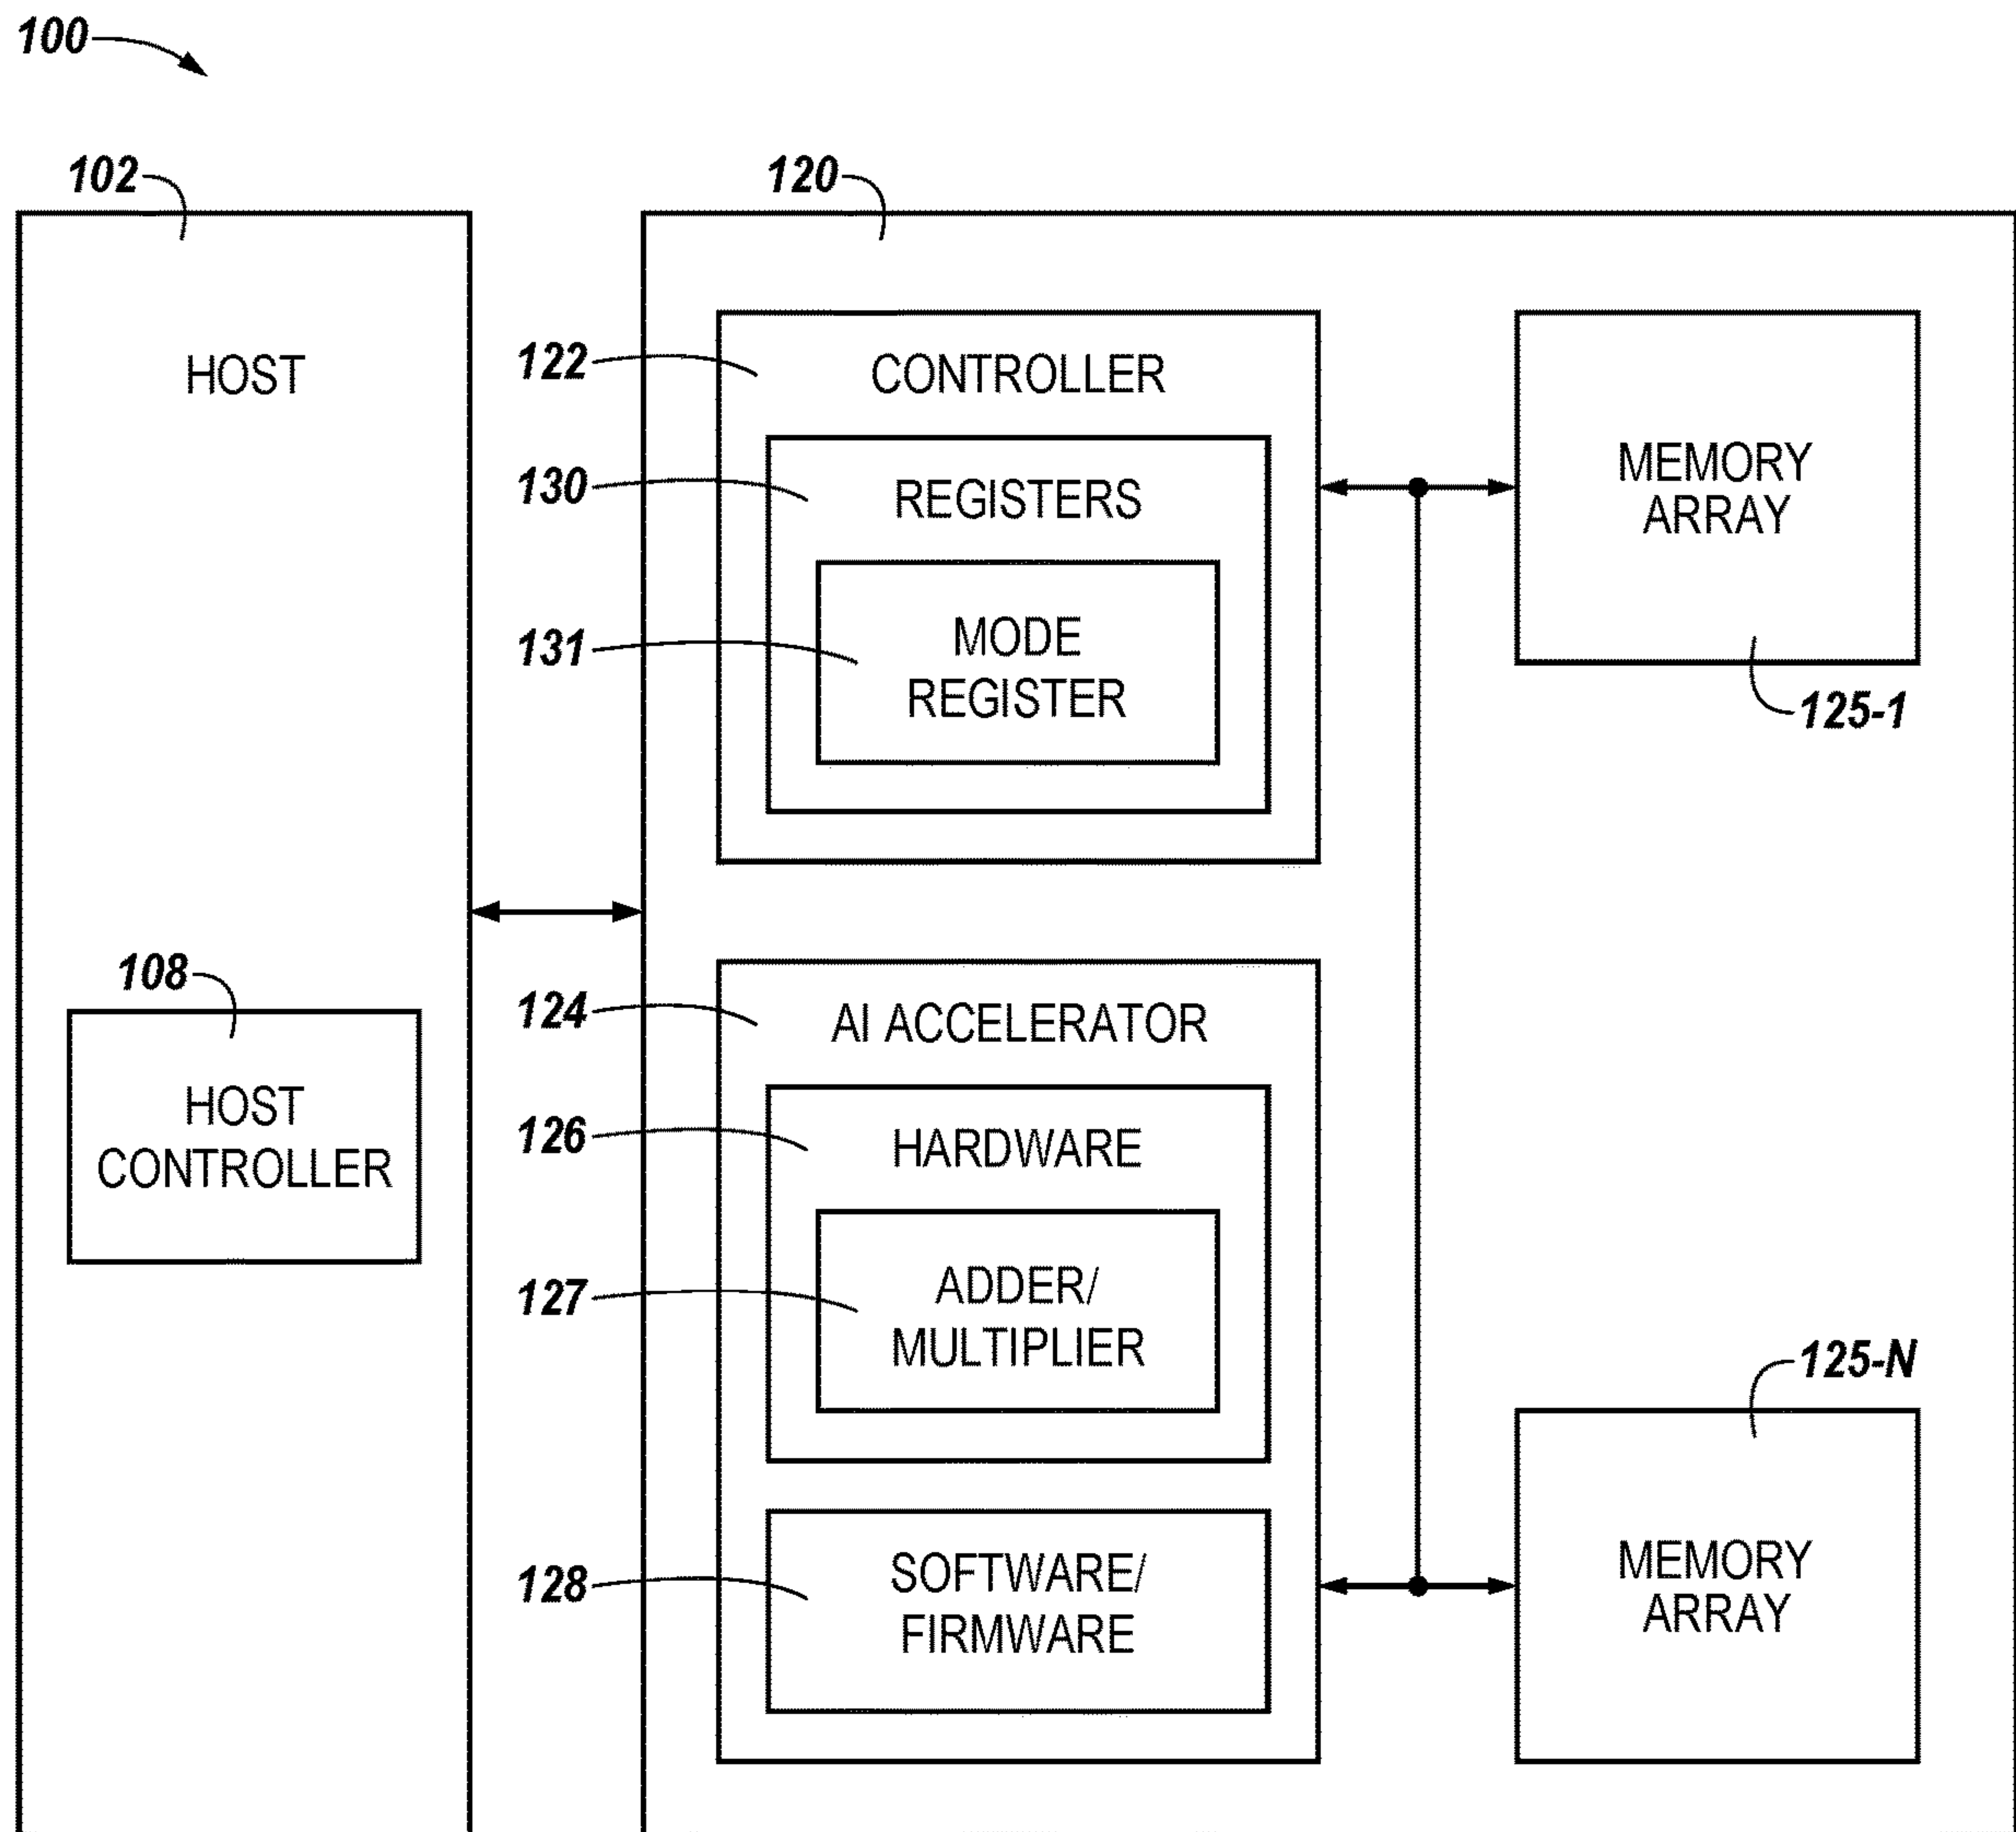 100
102
120
HOST
122
CONTROLLER
130
REGISTERS
131
MODE
REGISTER
MEMORY
ARRAY
125-1
108
HOST
CONTROLLER
124
AI ACCELERATOR
126
HARDWARE
127
ADDER/
MULTIPLIER
128
SOFTWARE/
FIRMWARE
125-N
MEMORY
ARRAY